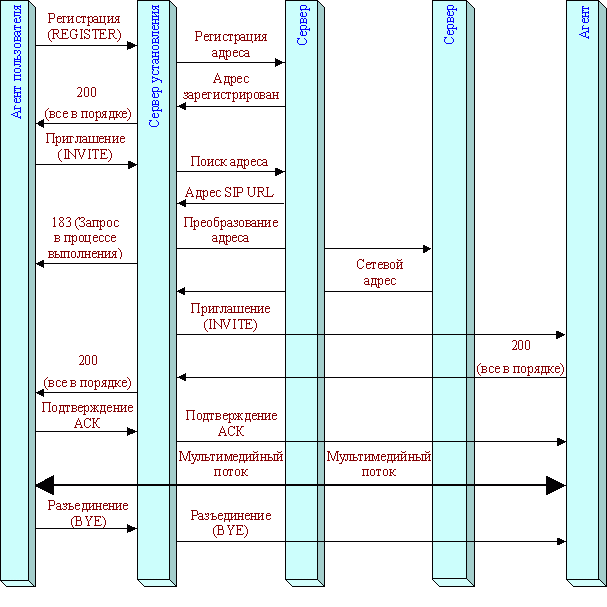 Агент пользователя
Сервер установления
Сервер
Сервер
Агент
Регистрация
(REGISTER)
Регистрация
адреса
Адрес
зарегистрирован
200
(все в порядке)
Приглашение
(INVITE)
Поиск адреса
Адрес SIP URL
183 (Запрос
в процессе
выполнения)
Преобразование
адреса
Сетевой
адрес
Приглашение
(INVITE)
200
(все в порядке)
200
(все в порядке)
Подтверждение
АСК
Подтверждение
АСК
Мультимедийный
поток
Мультимедийный
поток
Разъединение
(BYE)
Разъединение
(BYE)